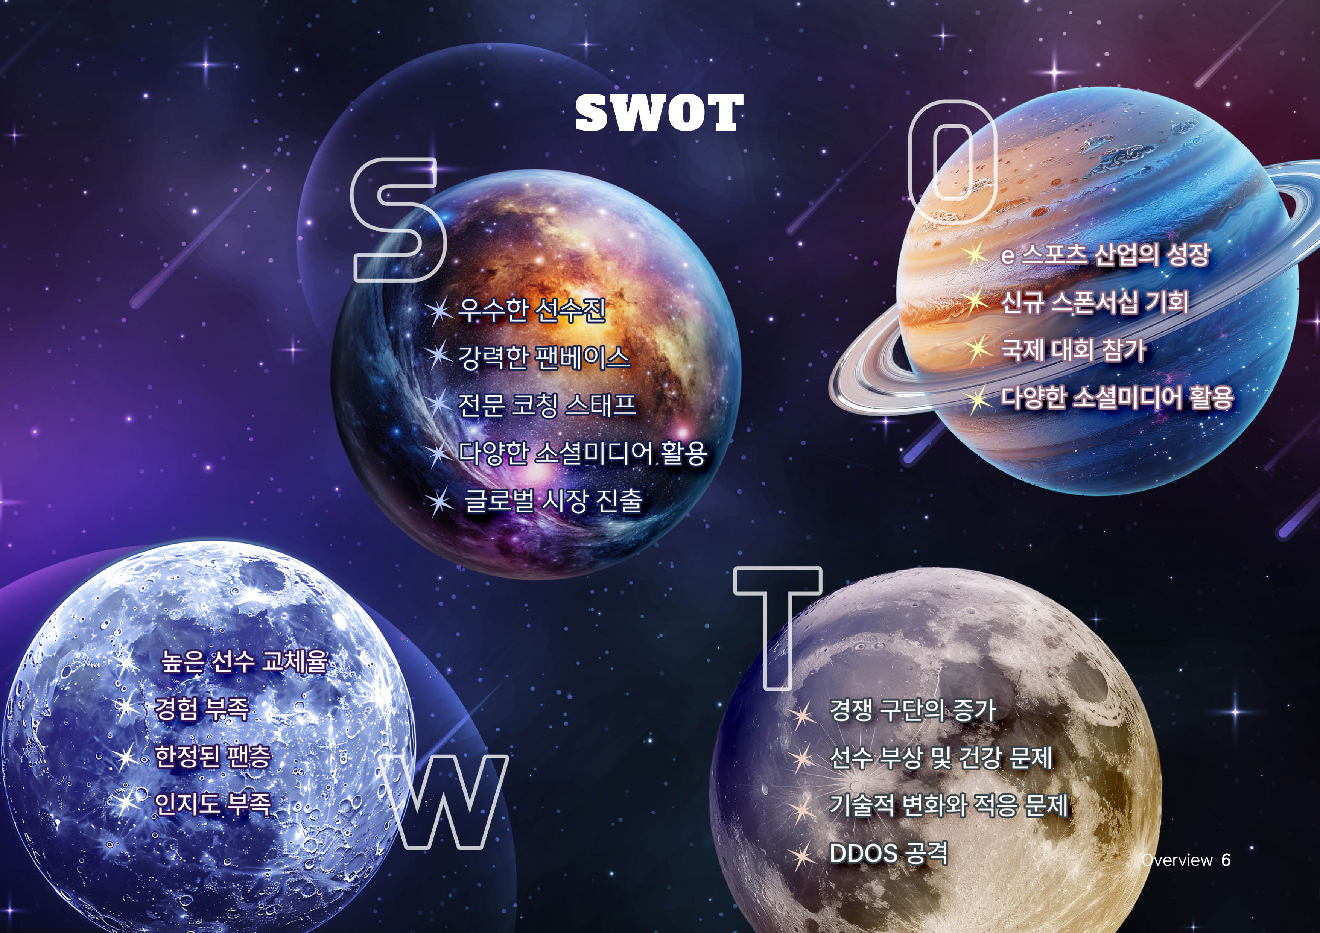 SWOT
S
우수한 선수진
강력한 팬베이스
전문 코칭 스태프
다양한 소셜미디어 활용
글로벌 시장 진출
O
e 스포츠 산업의 성장
신규 스폰서십 기회
국제 대회 참가
다양한 소셜미디어 활용
W
높은 선수 교체율
경험 부족
한정된 팬층
인지도 부족
T
경쟁 구단의 증가
선수 부상 및 건강 문제
기술적 변화와 적응 문제
DDOS 공격
Overview 6